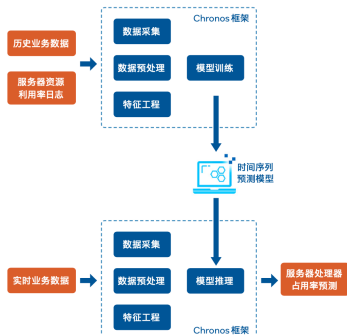 Chronos 框架
数据采集
历史业务数据
数据预处理
模型训练
服务器资源
利用率日志
特征工程
时间序列
预测模型
数据采集
实时业务数据
数据预处理
模型推理
服务器处理器
占用率预测
特征工程
Chronos 框架